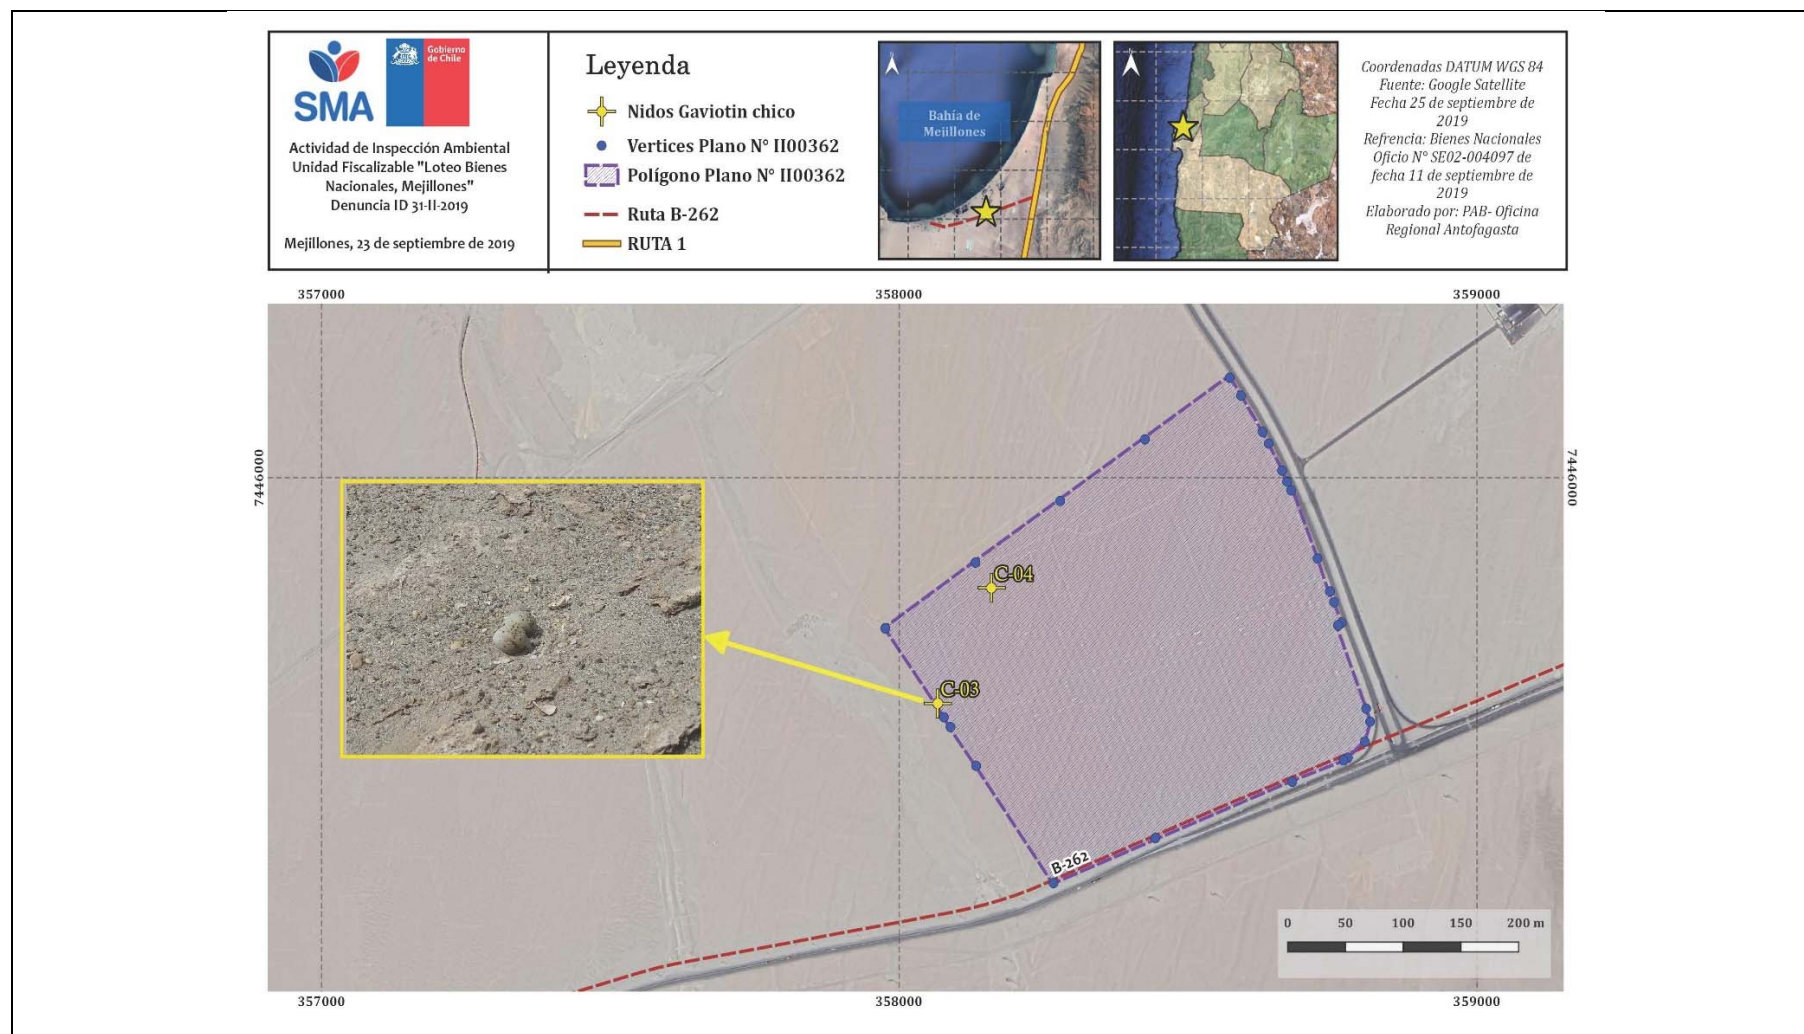 SMA
Gobierno
de Chile
Actividad de Inspección Ambiental
Unidad Fiscalizable "Loteo Bienes
Nacionales, Mejillones"
Denuncia ID 31-II-2019
Mejillones, 23 de septiembre de 2019
Leyenda
Nidos Gaviotin chico
Vertices Plano N° II00362
Polígono Plano N° II00362
Ruta B-262
RUTA 1
Bahía de
Mejillones
Coordenadas DATUM WGS 84
Fuente: Google Satellite
Fecha 25 de septiembre de
2019
Refrencia: Bienes Nacionales
Oficio N° SE02-004097 de
fecha 11 de septiembre de
2019
Elaborado por: PAB- Oficina
Regional Antofagasta
357000
358000
359000
7446000
7446000
C-04
C-03
B-262
0 50 100 150 200 m
357000
358000
359000